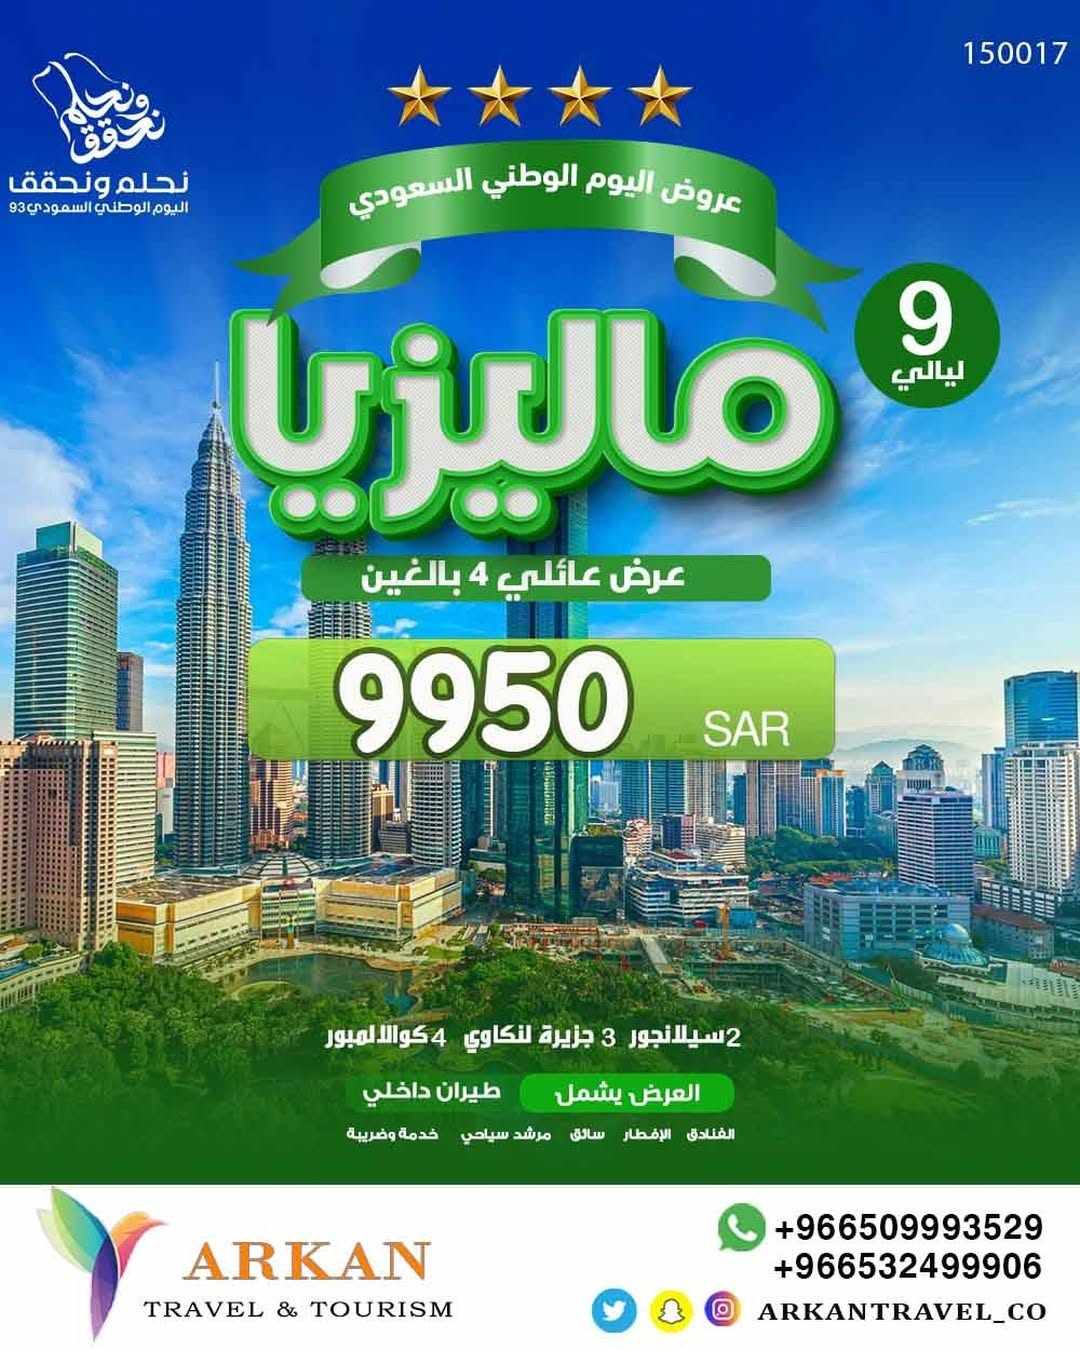 150017
نحلم ونحقق
نحلم ونحقق
اليوم الوطني السعودي 93
عروض اليوم الوطني السعودي
9
ليالي
ماليزيا
عرض عائلي 4 بالغين
9950 SAR
2سيلانجور 3 جزيرة لنكاوي 4 كوالالمبور
العرض يشمل طيران داخلي
الفنادق الإفطار سائق مرشد سياحي خدمة وضريبة
ARKAN
TRAVEL & TOURISM
+966509993529
+966532499906
ARKANTRAVEL_CO